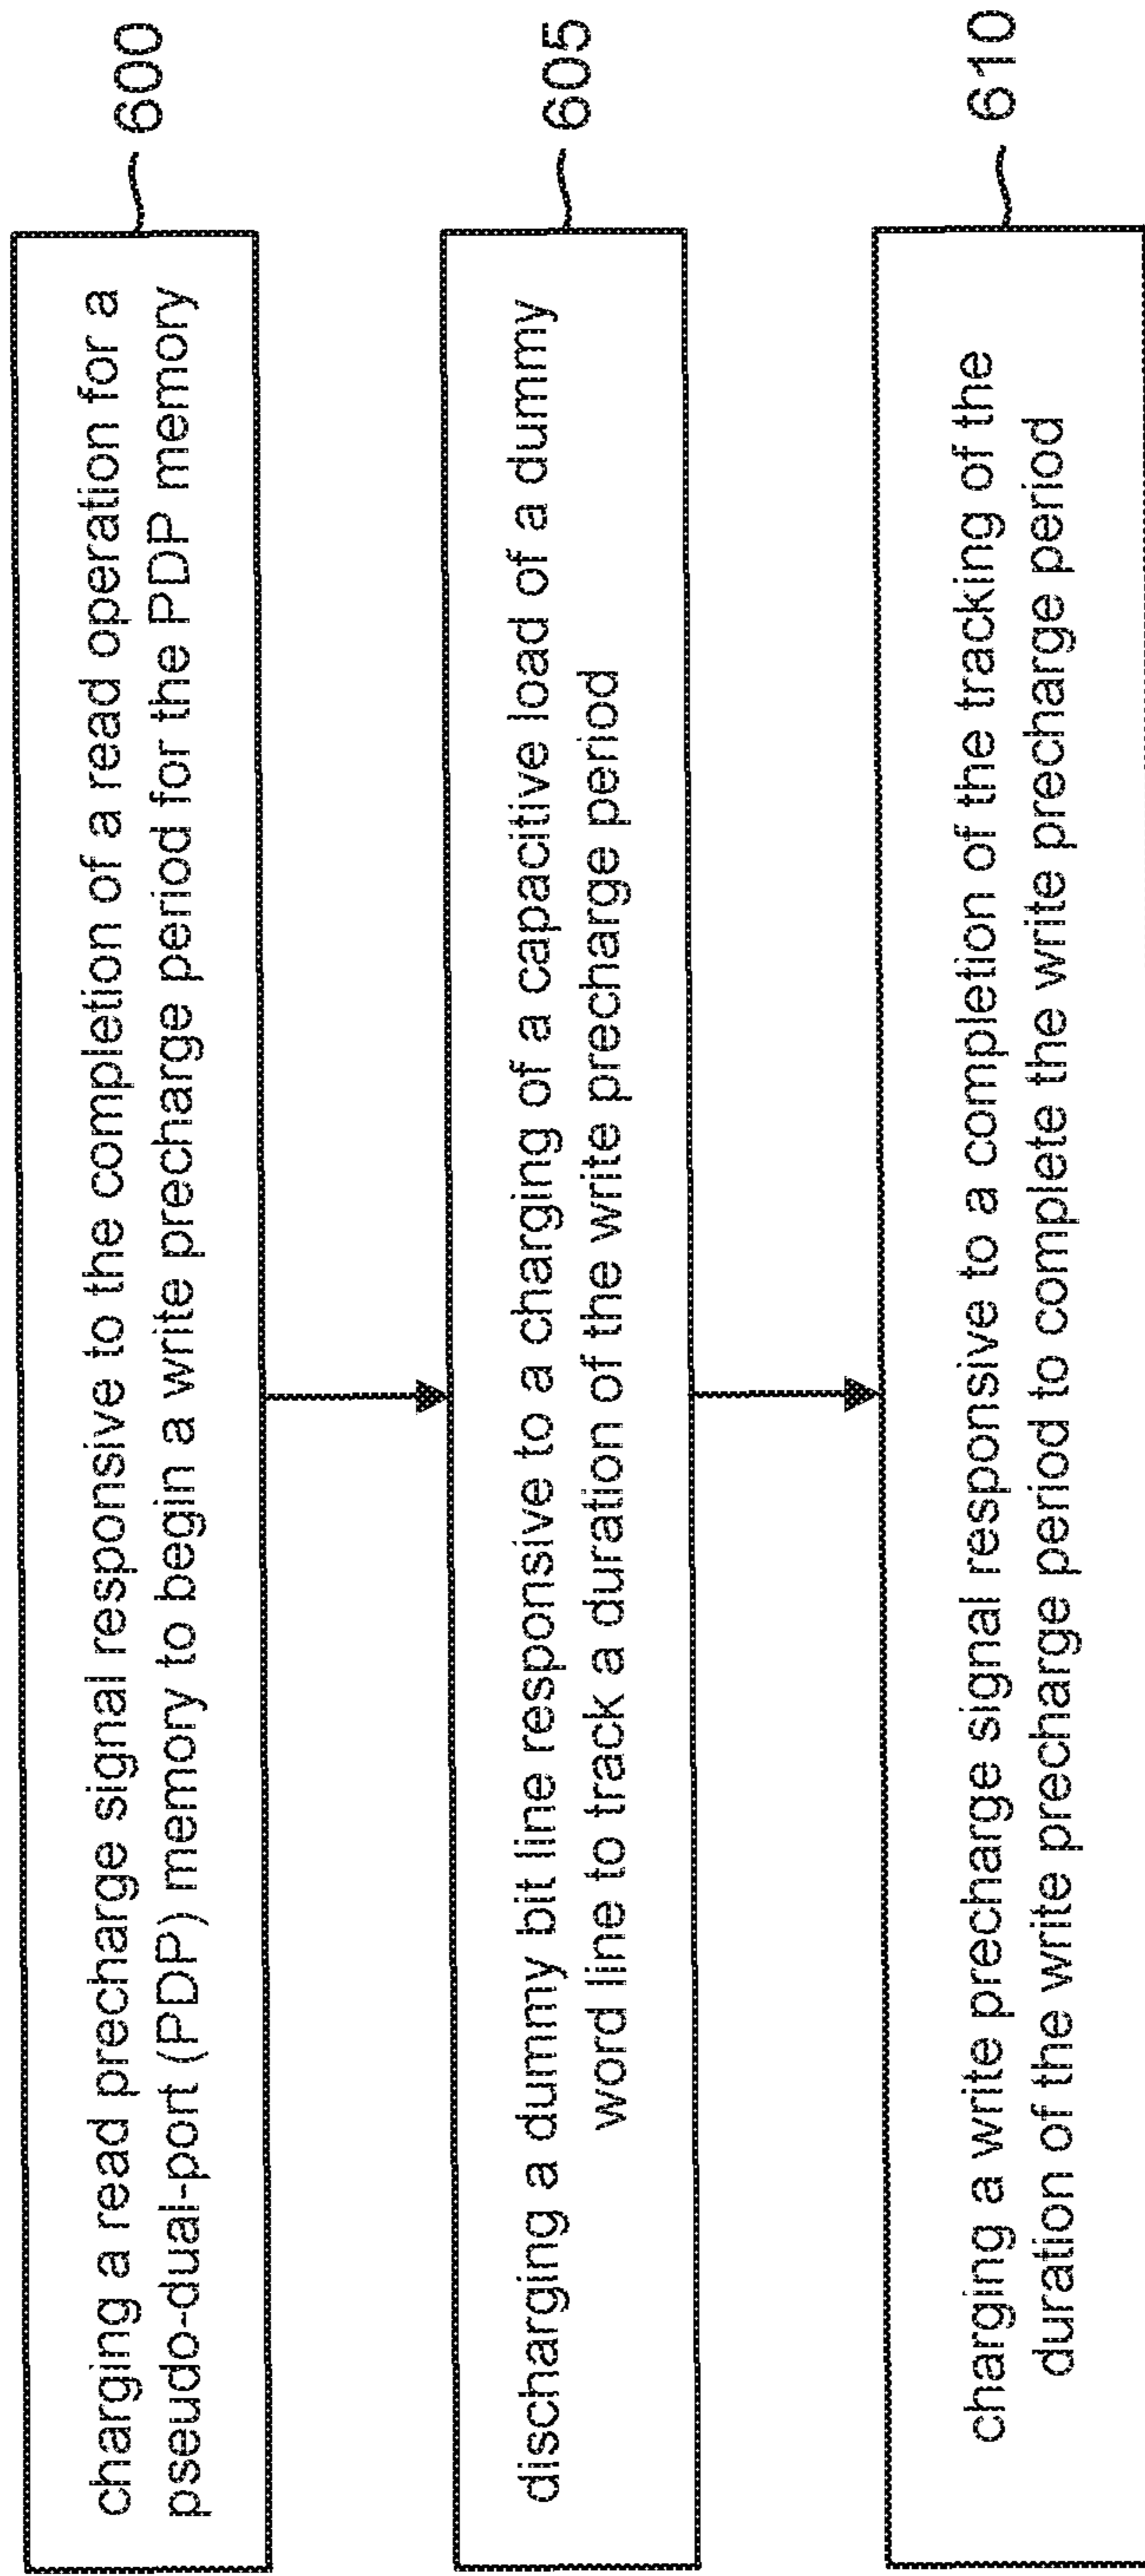 charging a read precharge signal responsive to the completion of a read operation for a
pseudo-dual-port (PDP) memory to begin a write precharge period for the PDP memory
600
discharging a dummy bit line responsive to a charging of a capacitive load of a dummy
word line to track a duration of the write precharge period
605
charging a write precharge signal responsive to a completion of the tracking of the
duration of the write precharge period to complete the write precharge period
610